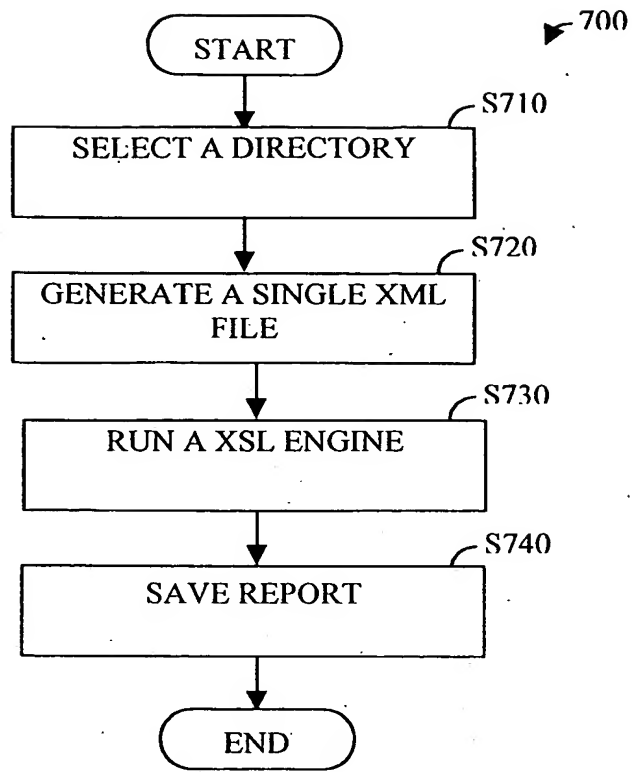 START
700
S710
SELECT A DIRECTORY
S720
GENERATE A SINGLE XML
FILE
S730
RUN A XSL ENGINE
S740
SAVE REPORT
END